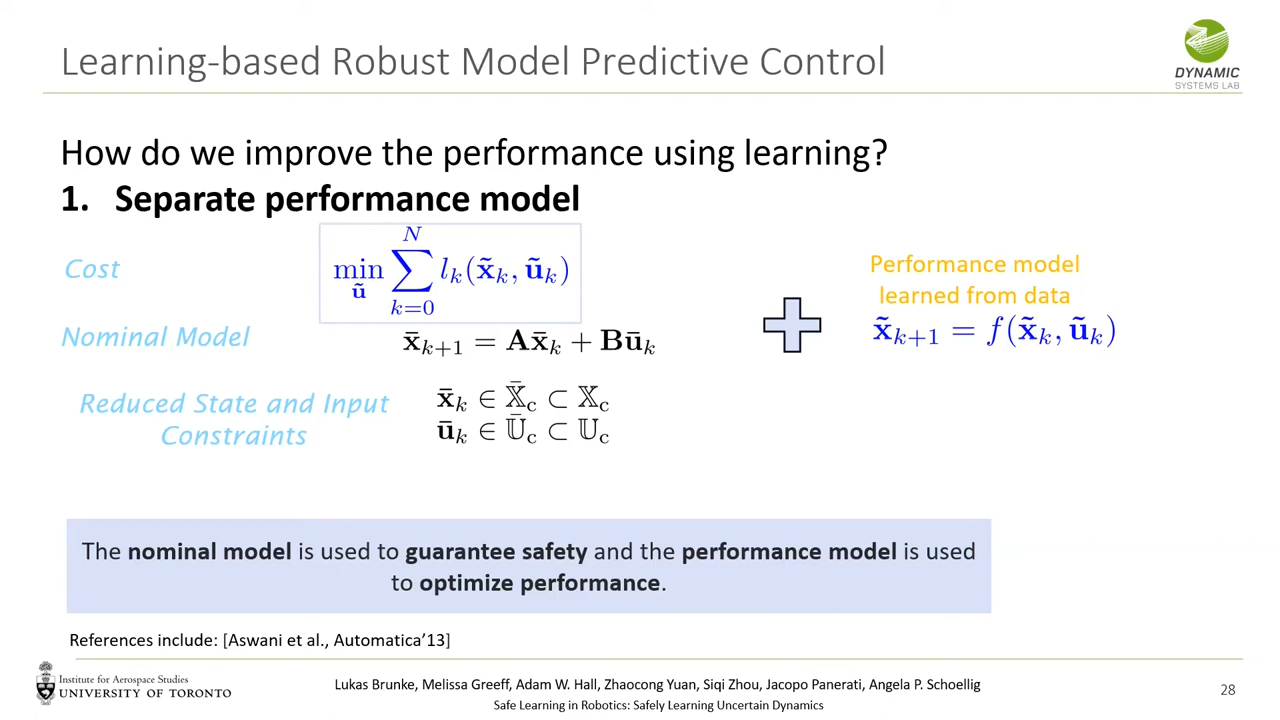 Learning-based Robust Model Predictive Control
DYNAMIC
SYSTEMS LAB
How do we improve the performance using learning?
1. Separate performance model
Cost
min_ũ ∑_{k=0}^{N} l_k(x̃_k, ũ_k)
Nominal Model
x̄_{k+1} = Ax̄_k + Bū_k
Reduced State and Input
Constraints
x̄_k ∈ 𝕏̄_c ⊂ 𝕏_c
ū_k ∈ 𝕌̄_c ⊂ 𝕌_c
Performance model
learned from data
x̃_{k+1} = f(x̃_k, ũ_k)
The nominal model is used to guarantee safety and the performance model is used
to optimize performance.
References include: [Aswani et al., Automatica’13]
Institute for Aerospace Studies
UNIVERSITY OF TORONTO
Lukas Brunke, Melissa Greeff, Adam W. Hall, Zhaocong Yuan, Siqi Zhou, Jacopo Panerati, Angela P. Schoellig
Safe Learning in Robotics: Safely Learning Uncertain Dynamics
28